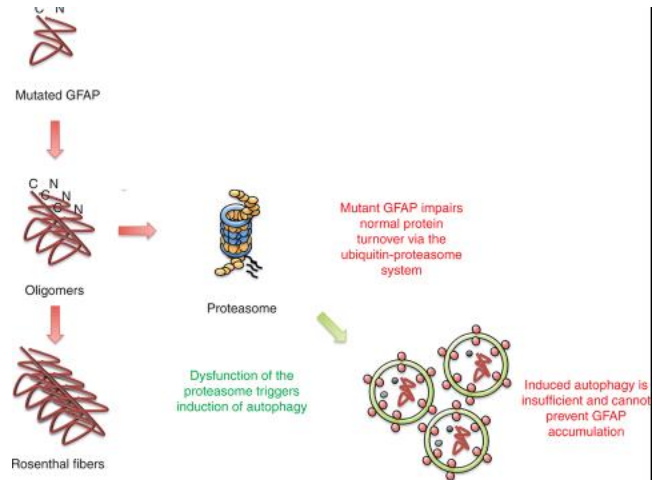 C N
Mutated GFAP
C N
C N
C N
Oligomers
Proteasome
Mutant GFAP impairs
normal protein
turnover via the
ubiquitin-proteasome
system
Dysfunction of the
proteasome triggers
induction of autophagy
Induced autophagy is
insufficient and cannot
prevent GFAP
accumulation
Rosenthal fibers